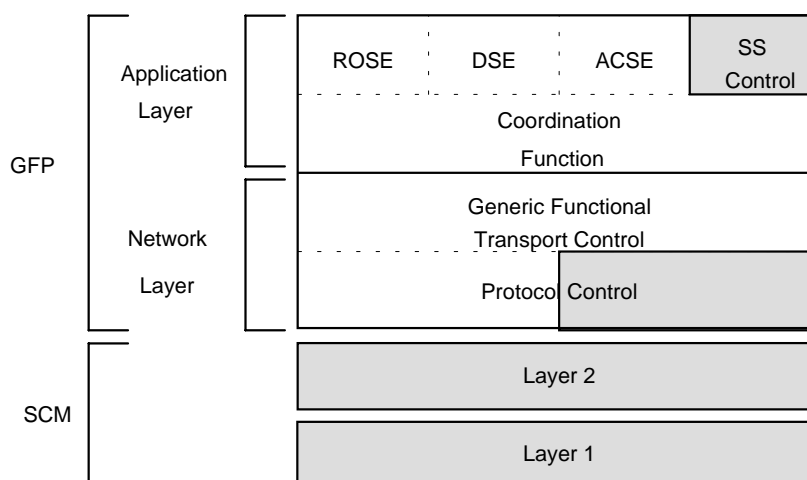 ROSE
DSE
ACSE
SS
Control
Application
Layer
Coordination
Function
GFP
Generic Functional
Transport Control
Network
Layer
Protocol Control
Layer 2
SCM
Layer 1